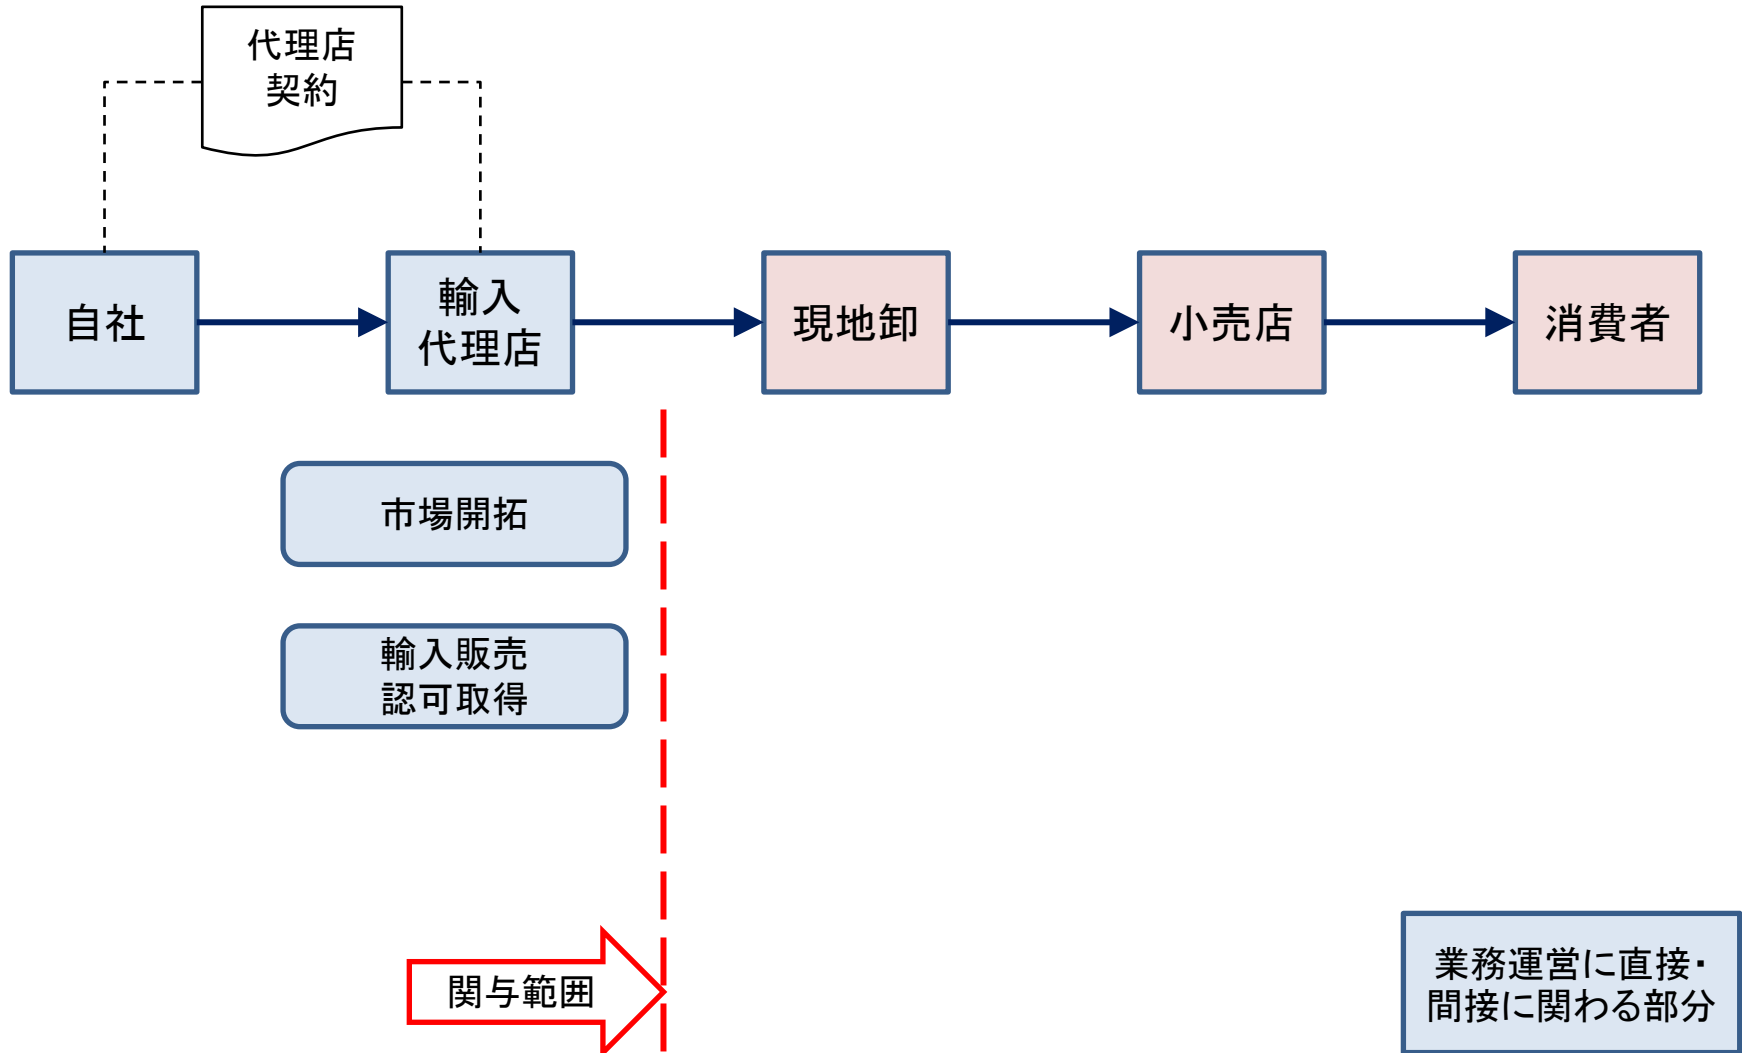 代理店
契約
自社
輸入
代理店
現地卸
小売店
消費者
市場開拓
輸入販売
認可取得
関与範囲
業務運営に直接・
間接に関わる部分